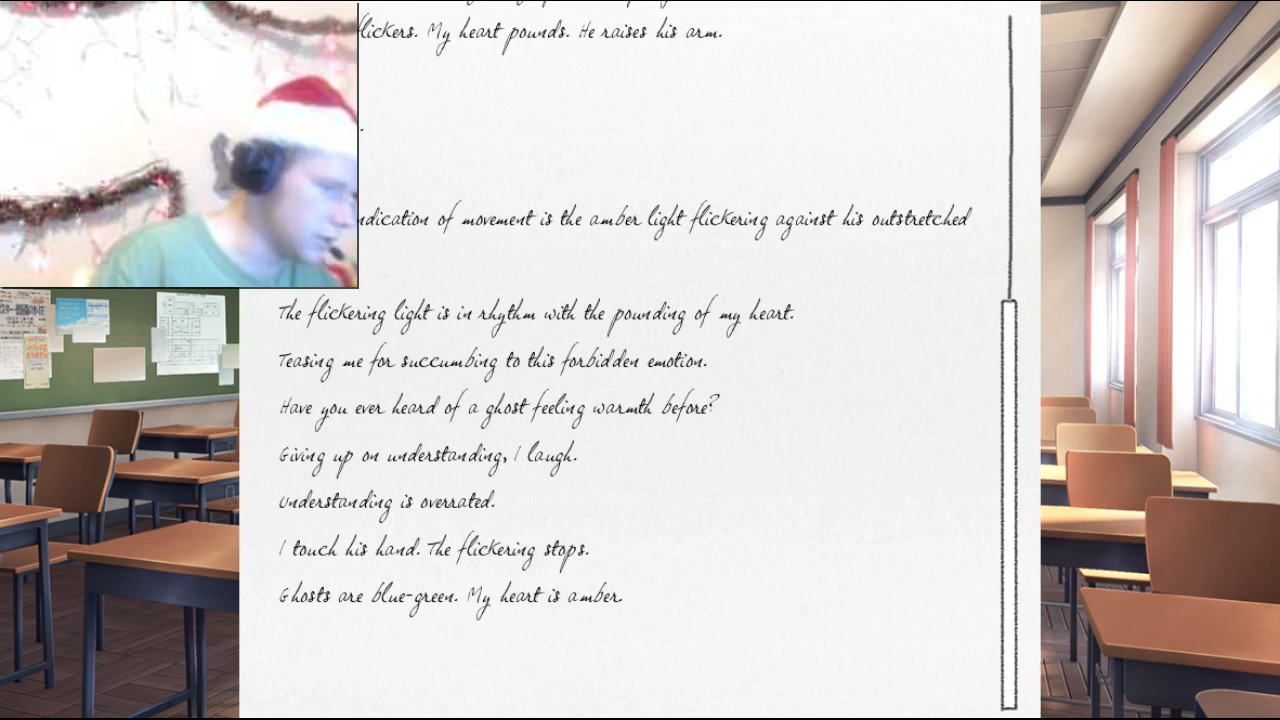 flickers. My heart pounds. He raises his arm.
indication of movement is the amber light flickering against his outstretched
The flickering light is in rhythm with the pounding of my heart.
Teasing me for succumbing to this forbidden emotion.
Have you ever heard of a ghost feeling warmth before?
Giving up on understanding, I laugh.
Understanding is overrated.
I touch his hand. The flickering stops.
Ghosts are blue-green. My heart is amber.